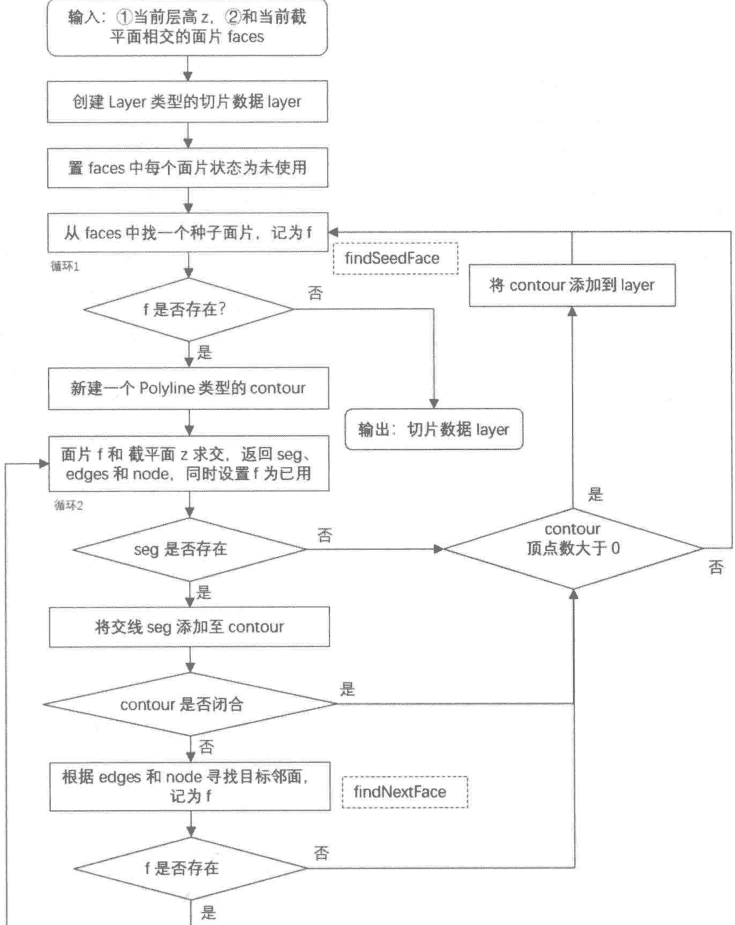 输入：①当前层高 z，②和当前截
平面相交的面片 faces
创建 Layer 类型的切片数据 layer
置 faces 中每个面片状态为未使用
从 faces 中找一个种子面片，记为 f
循环1
findSeedFace
将 contour 添加到 layer
f 是否存在？
否
是
新建一个 Polyline 类型的 contour
输出：切片数据 layer
面片 f 和 截平面 z 求交，返回 seg、
edges 和 node，同时设置 f 为已用
循环2
是
seg 是否存在
否
contour
顶点数大于 0
否
是
将交线 seg 添加至 contour
contour 是否闭合
是
否
根据 edges 和 node 寻找目标邻面，
记为 f
findNextFace
f 是否存在
否
是